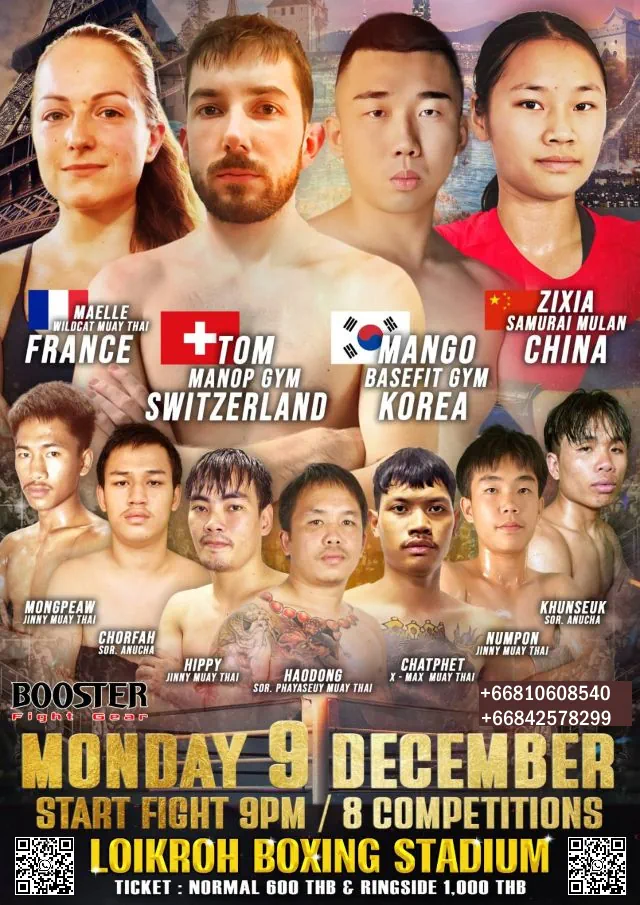 MAELLE
WILDCAT MUAY THAI
FRANCE
TOM
MANOP GYM
SWITZERLAND
MANGO
BASEFIT GYM
KOREA
ZIXIA
SAMURAI MULAN
CHINA
MONGPEAW
JINNY MUAY THAI
CHORFAH
SOR. ANUCHA
HIPPY
JINNY MUAY THAI
HAODONG
SOR. PHAYASEUY MUAY THAI
CHATPHET
X - MAX MUAY THAI
NUMPON
JINNY MUAY THAI
KHUNSEUK
SOR. ANUCHA
BOOSTER
Fight Gear
+66810608540
+66842578299
MONDAY 9 DECEMBER
START FIGHT 9PM / 8 COMPETITIONS
LOIKROH BOXING STADIUM
TICKET : NORMAL 600 THB & RINGSIDE 1,000 THB